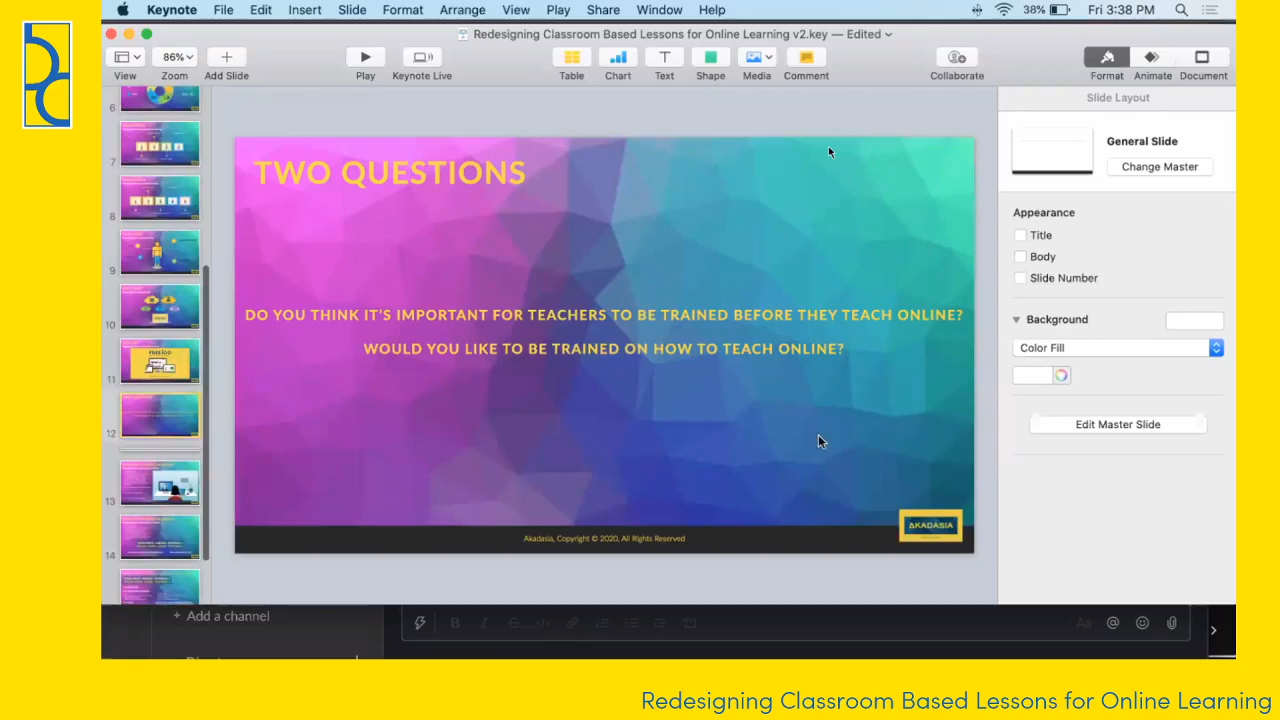 Keynote File Edit Insert Slide Format Arrange View Play Share Window Help 38% Fri 3:38 PM
Redesigning Classroom Based Lessons for Online Learning v2.key — Edited
86%
View Zoom Add Slide Play Keynote Live Table Chart Text Shape Media Comment Collaborate Format Animate Document
Slide Layout
General Slide
Change Master
Appearance
Title
Body
Slide Number
Background
Color Fill
Edit Master Slide
6
7
8
9
10
11
12
13
14
TWO QUESTIONS
DO YOU THINK IT'S IMPORTANT FOR TEACHERS TO BE TRAINED BEFORE THEY TEACH ONLINE?
WOULD YOU LIKE TO BE TRAINED ON HOW TO TEACH ONLINE?
Akadasia, Copyright © 2020, All Rights Reserved
AKADASIA
+ Add a channel
B I S </> Aa @
Redesigning Classroom Based Lessons for Online Learning